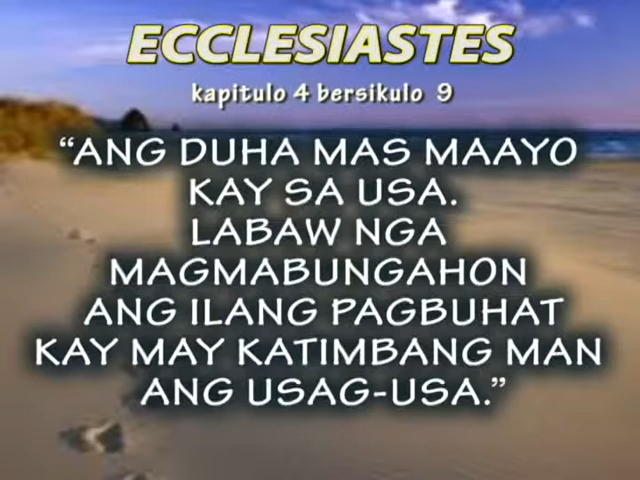 ECCLESIASTES
kapitulo 4 bersikulo 9
“ANG DUHA MAS MAAYO
KAY SA USA.
LABAW NGA
MAGMABUNGAHON
ANG ILANG PAGBUHAT
KAY MAY KATIMBANG MAN
ANG USAG-USA.”